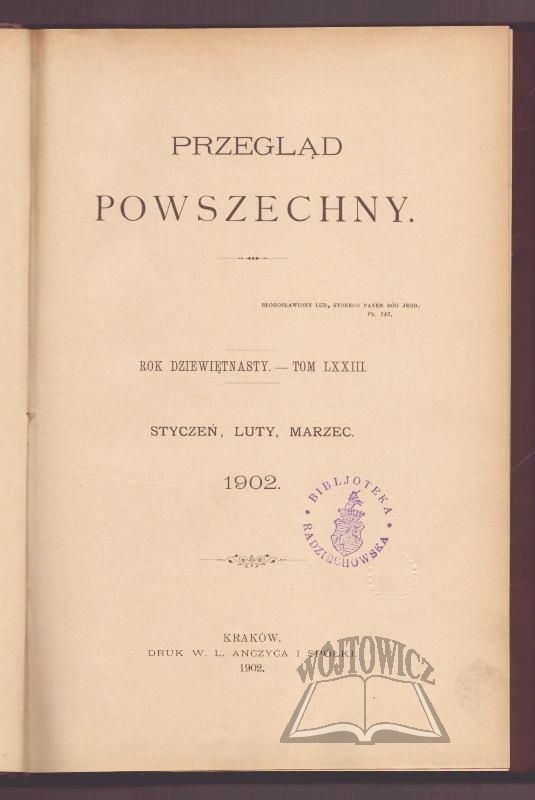 PRZEGLĄD
POWSZECHNY.
BŁOGOSŁAWIONY LUD, KTÓREGO PANEM BÓG JEGO.
Ps. 143.
ROK DZIEWIĘTNASTY. — TOM LXXIII.
STYCZEŃ, LUTY, MARZEC.
1902.
* BIBLJOTEKA *
RADZIECHOWSKA
KRAKÓW,
DRUK W. L. ANCZYCA I SPÓŁKI.
1902.
WÓJTOWICZ